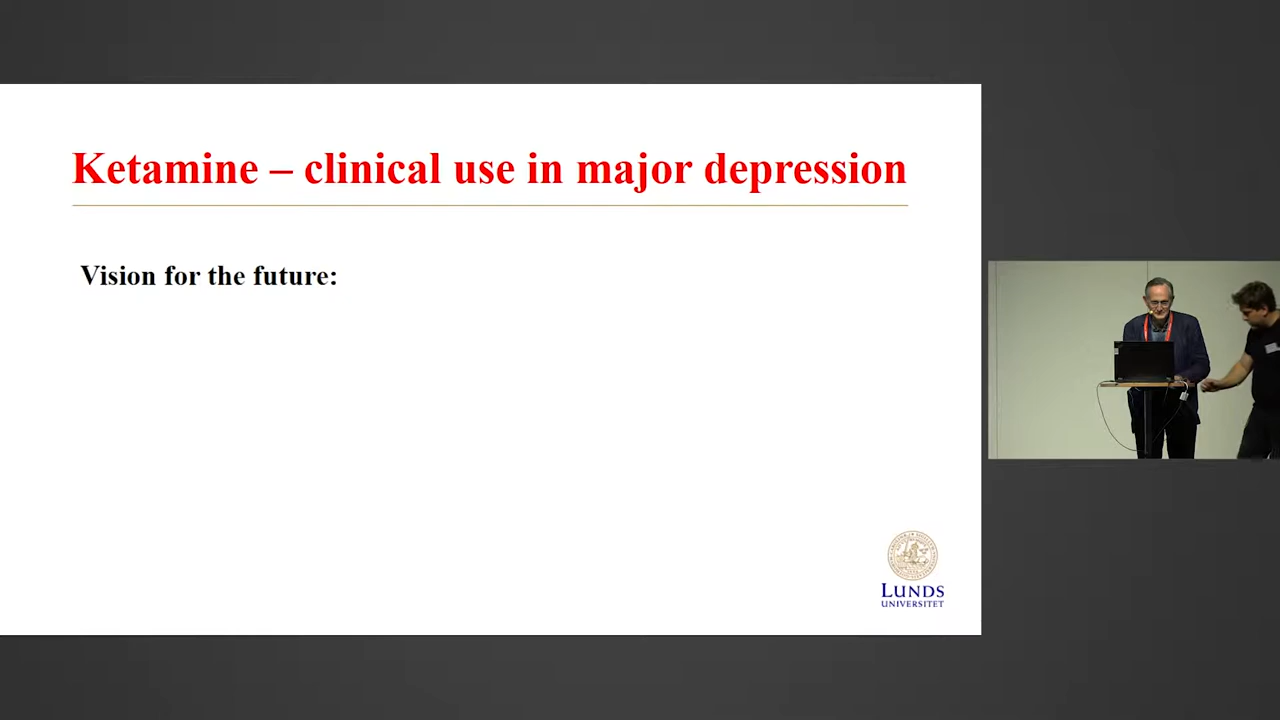 Ketamine – clinical use in major depression
Vision for the future:
LUNDS
UNIVERSITET